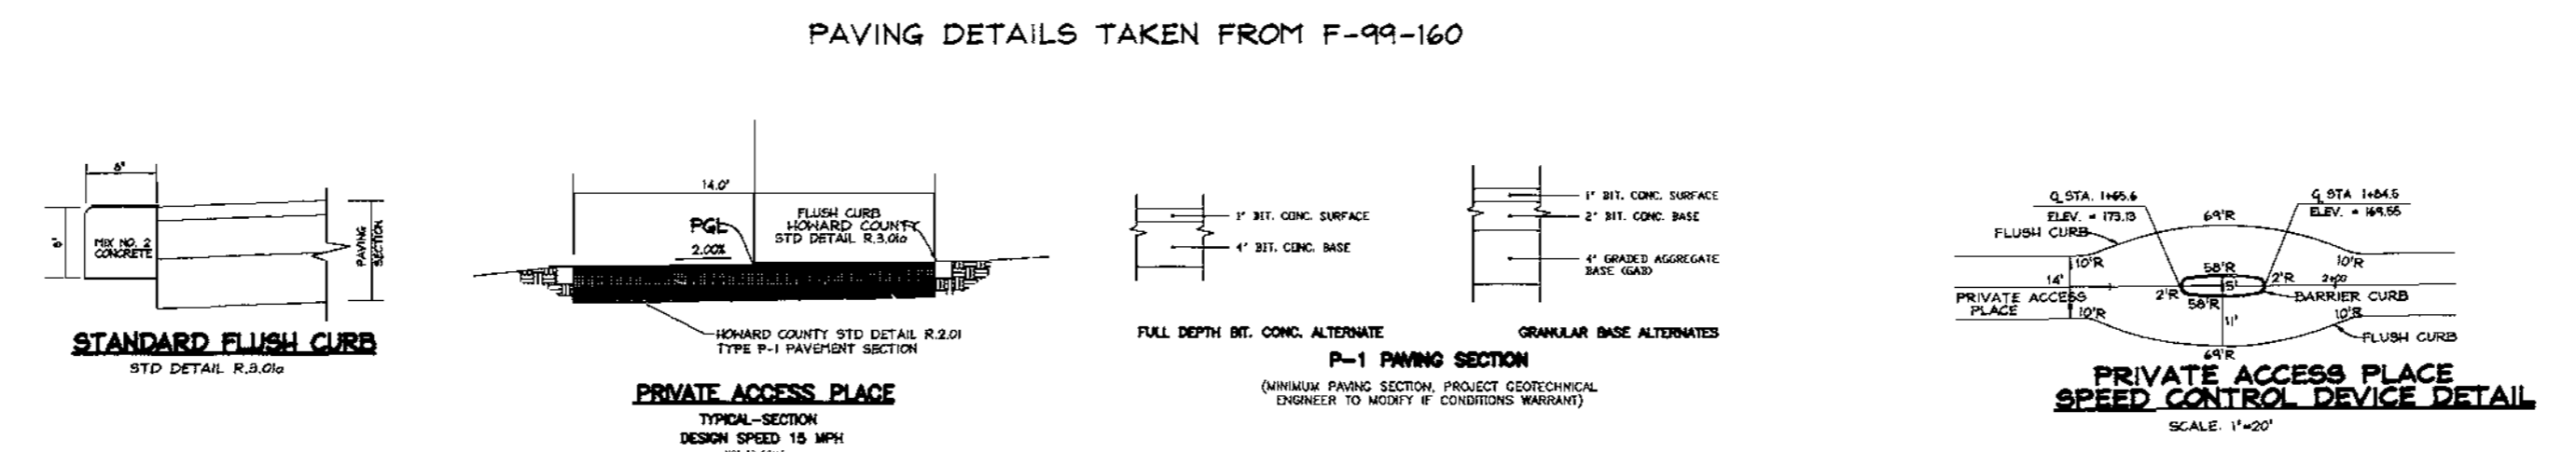 PAVING DETAILS TAKEN FROM F-99-160
8"
8"
MIX NO. 2
CONCRETE
PAVING
SECTION
STANDARD FLUSH CURB
STD DETAIL R.3.01a
14.0'
PGL
2.00%
FLUSH CURB
HOWARD COUNTY
STD DETAIL R.3.01a
HOWARD COUNTY STD DETAIL R.2.01
TYPE P-1 PAVEMENT SECTION
PRIVATE ACCESS PLACE
TYPICAL-SECTION
DESIGN SPEED 15 MPH
1" BIT. CONC. SURFACE
4" BIT. CONC. BASE
FULL DEPTH BIT. CONC. ALTERNATE
1" BIT. CONC. SURFACE
2" BIT. CONC. BASE
4" GRADED AGGREGATE
BASE (GAB)
GRANULAR BASE ALTERNATES
P-1 PAVING SECTION
(MINIMUM PAVING SECTION, PROJECT GEOTECHNICAL
ENGINEER TO MODIFY IF CONDITIONS WARRANT)
℄ STA. 1+65.6
ELEV. = 173.13
℄ STA 1+84.5
ELEV. = 169.55
FLUSH CURB
69'R
10'R
10'R
58'R
2'R
5'
2+00
14'
PRIVATE ACCESS
PLACE
2'R
58'R
BARRIER CURB
10'R
11'
10'R
FLUSH CURB
69'R
PRIVATE ACCESS PLACE
SPEED CONTROL DEVICE DETAIL
SCALE: 1"=20'